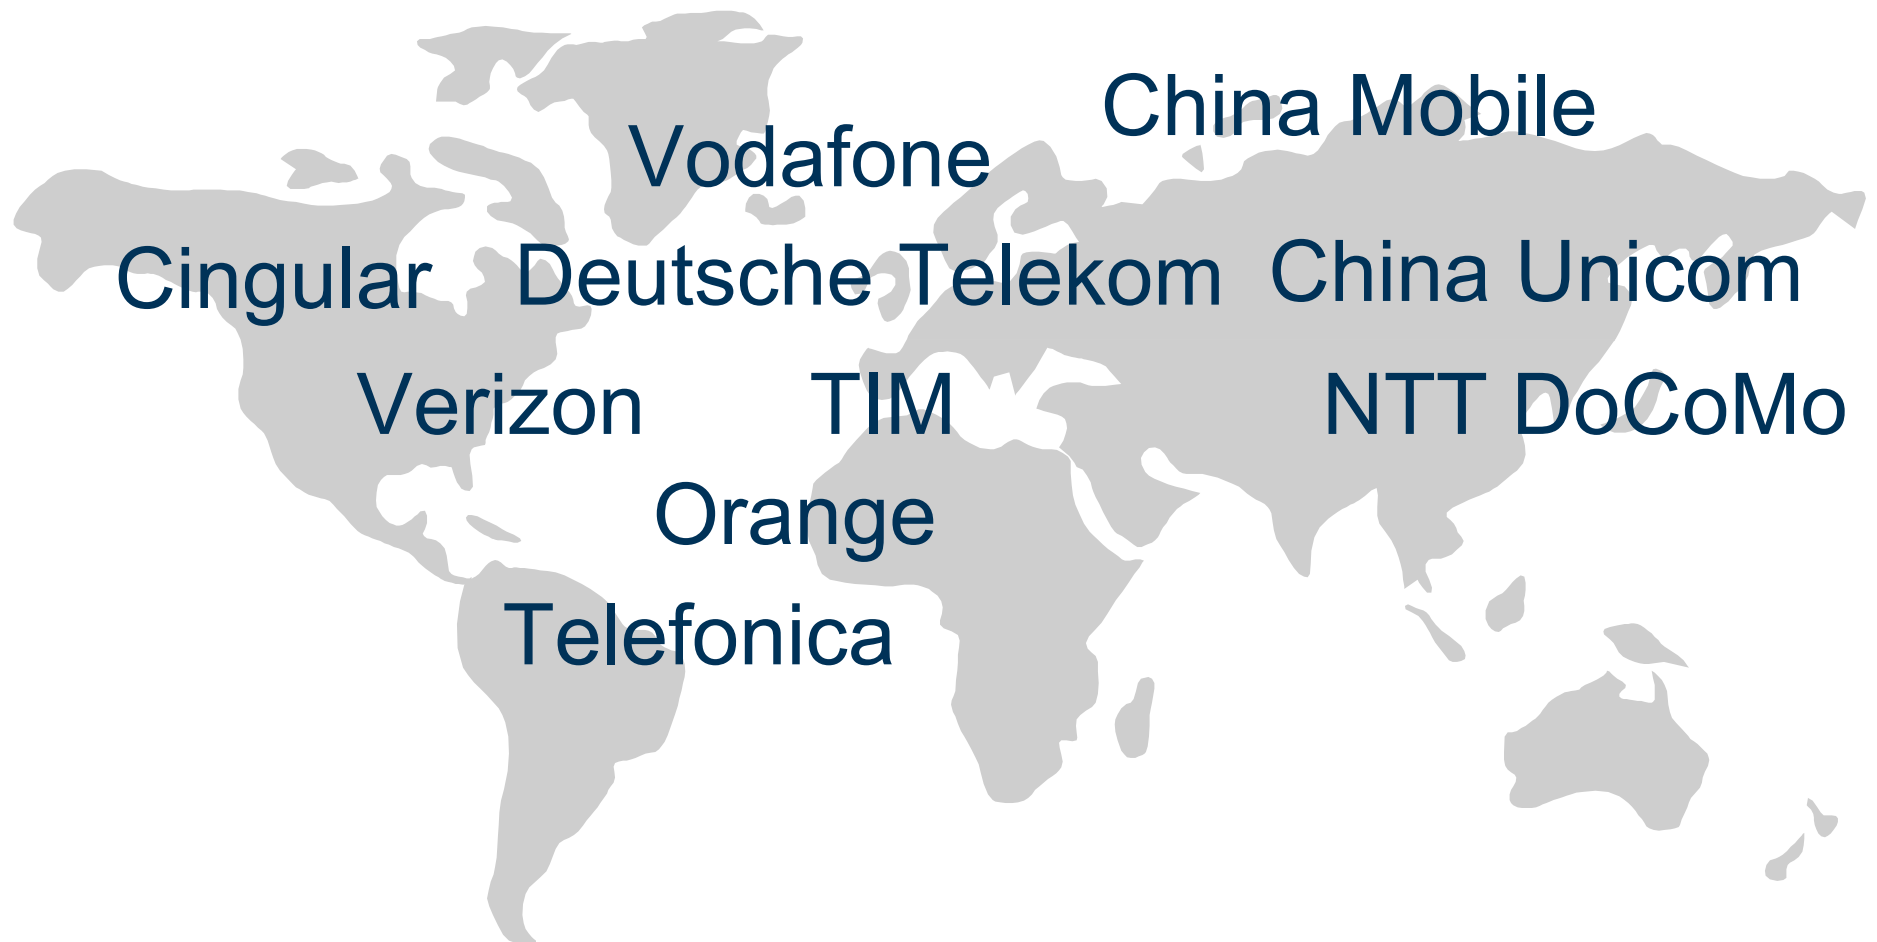 China Mobile
Vodafone
Cingular
Deutsche Telekom
China Unicom
Verizon
TIM
NTT DoCoMo
Orange
Telefonica